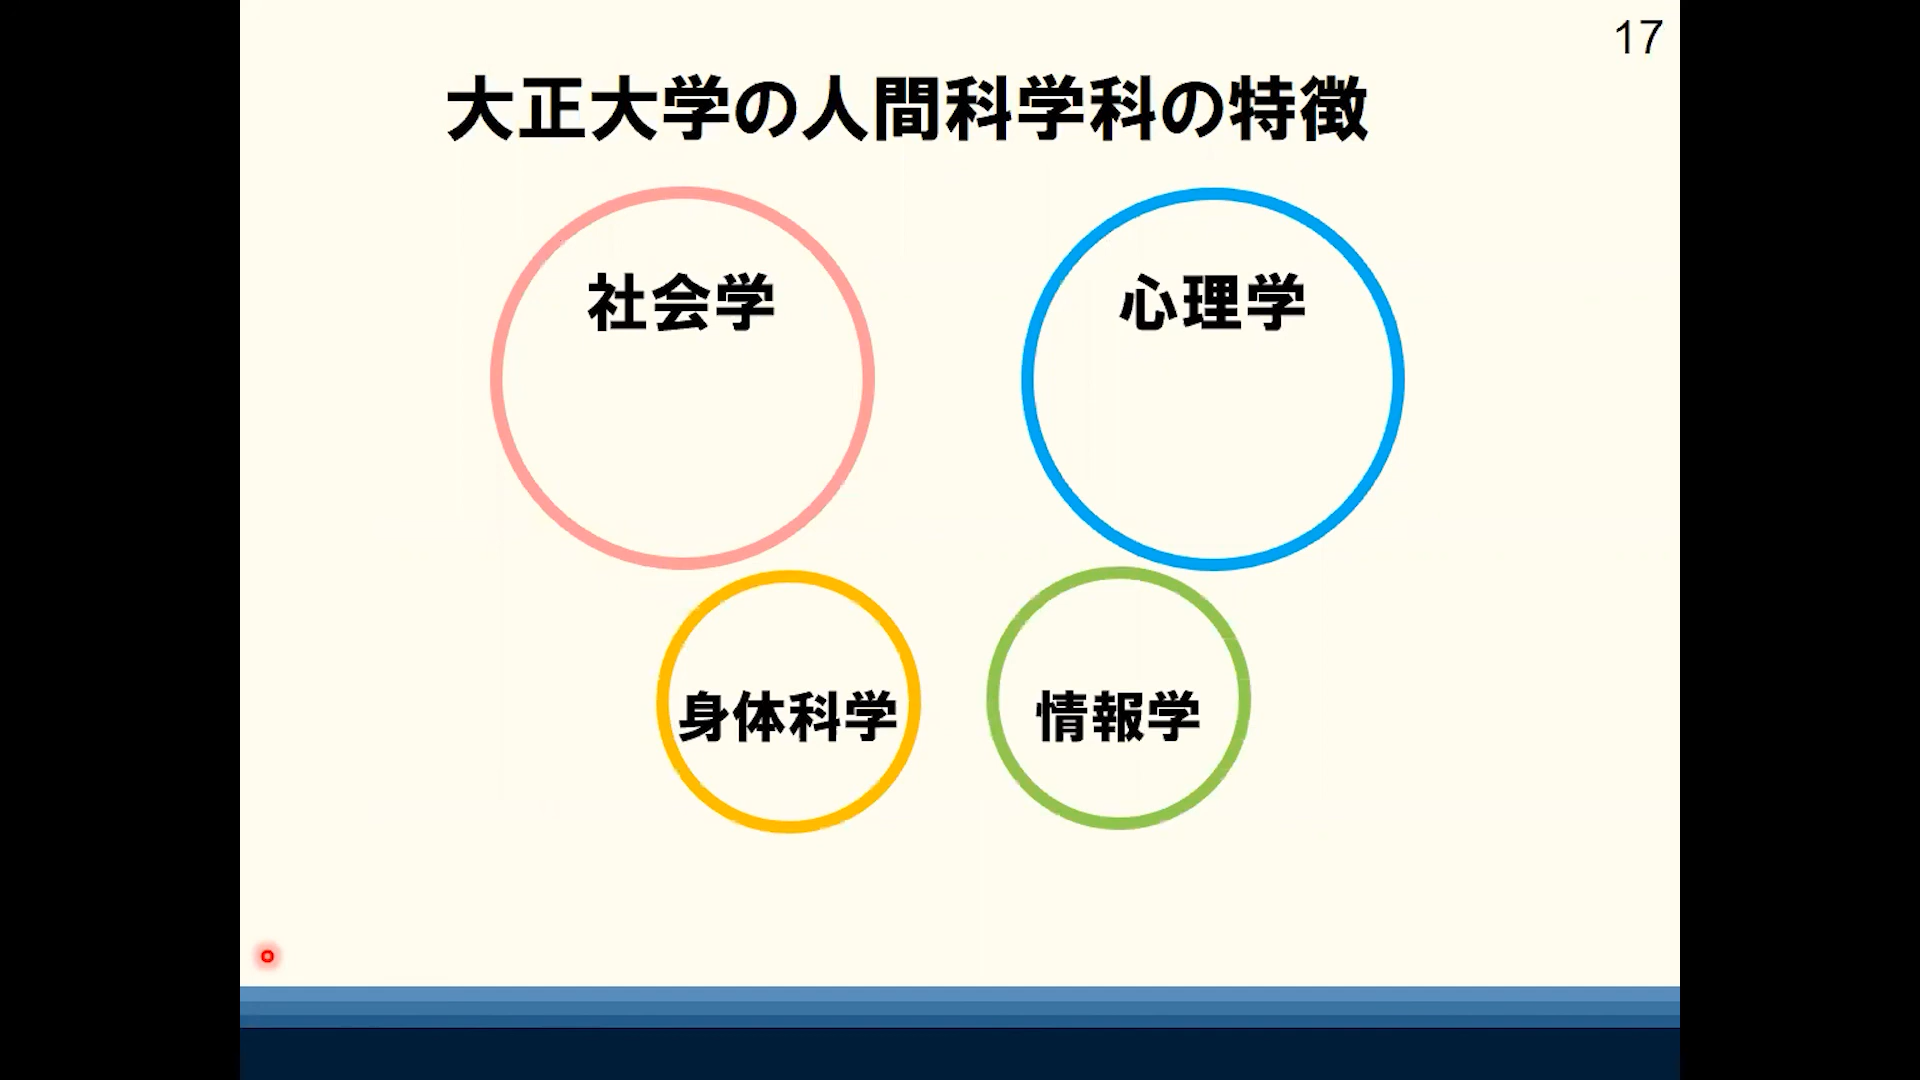 17
大正大学の人間科学科の特徴
社会学
心理学
身体科学
情報学